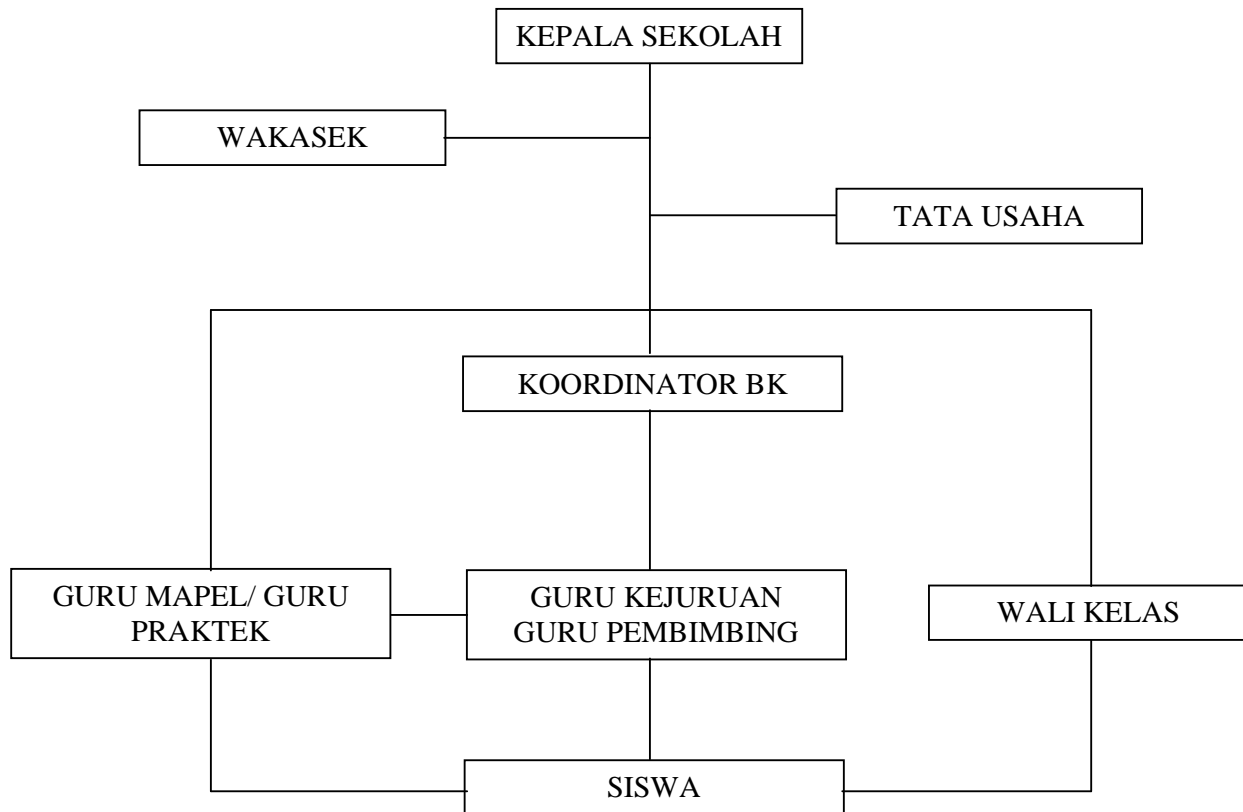 KEPALA SEKOLAH
WAKASEK
TATA USAHA
KOORDINATOR BK
GURU MAPEL/ GURU
PRAKTEK
GURU KEJURUAN
GURU PEMBIMBING
WALI KELAS
SISWA